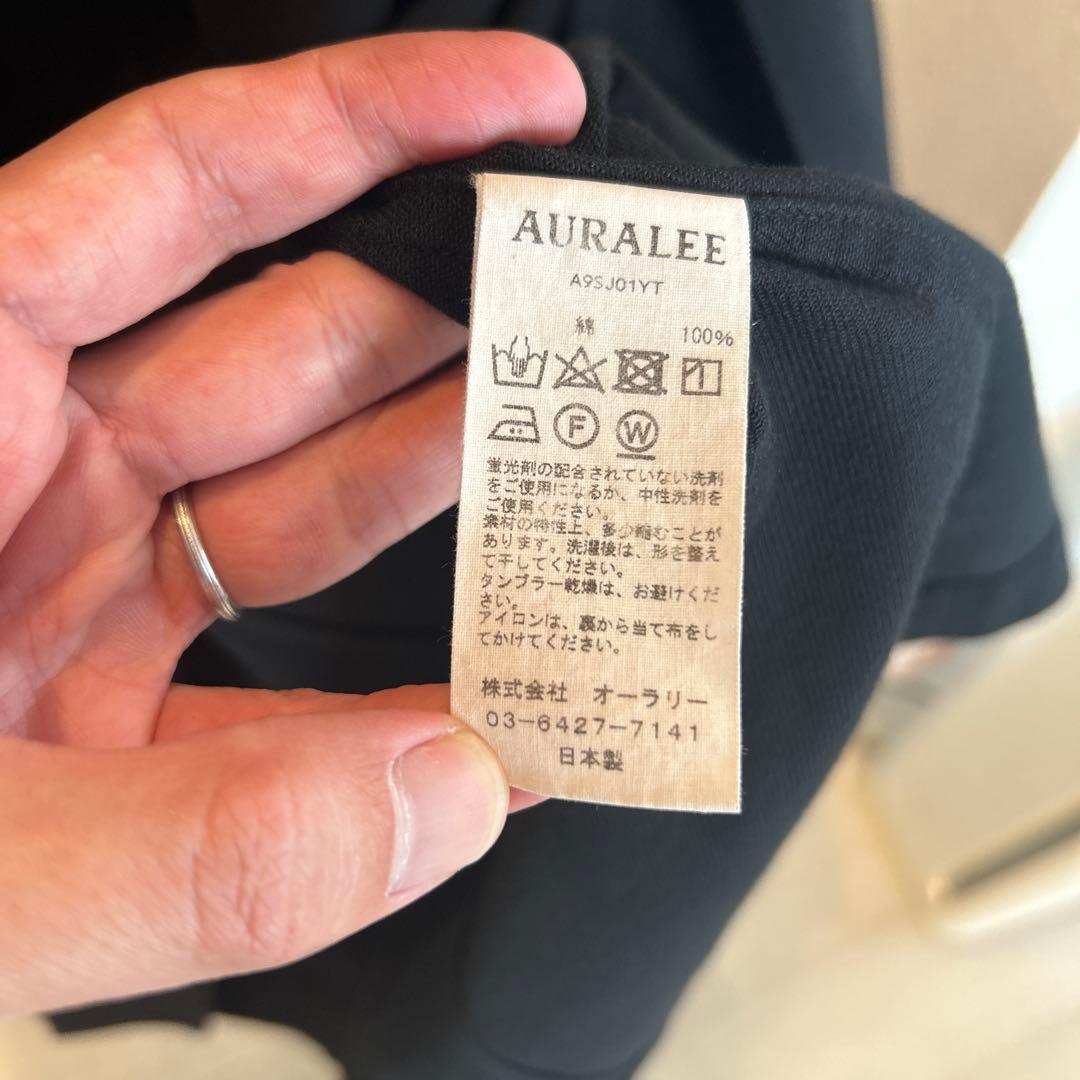 AURALEE
A9SJ01YT
綿 100%
F W
蛍光剤の配合されていない洗剤
をご使用になるか、中性洗剤を
ご使用ください。
素材の特性上、多少縮むことが
あります。洗濯後は、形を整え
て干してください。
タンブラー乾燥は、お避けくだ
さい。
アイロンは、裏から当て布をし
てかけてください。
株式会社 オーラリー
03-6427-7141
日本製